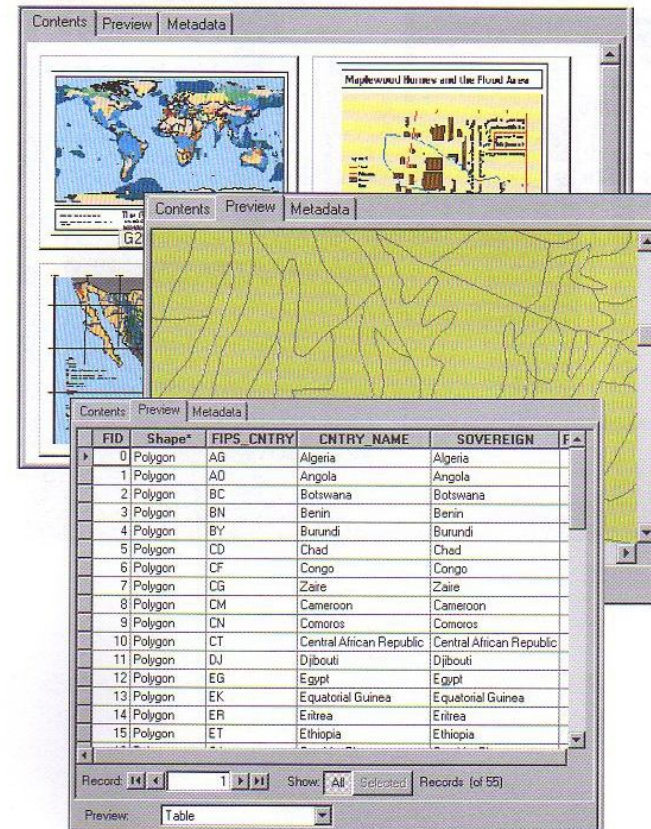 Contents Preview Metadata
Maplewood Homes and the Flood Area
Contents Preview Metadata
Contents Preview Metadata
FID Shape* FIPS_CNTRY CNTRY_NAME SOVEREIGN F
0 Polygon AG Algeria Algeria
1 Polygon AO Angola Angola
2 Polygon BC Botswana Botswana
3 Polygon BN Benin Benin
4 Polygon BY Burundi Burundi
5 Polygon CD Chad Chad
6 Polygon CF Congo Congo
7 Polygon CG Zaire Zaire
8 Polygon CM Cameroon Cameroon
9 Polygon CN Comoros Comoros
10 Polygon CT Central African Republic Central African Republic
11 Polygon DJ Djibouti Djibouti
12 Polygon EG Egypt Egypt
13 Polygon EK Equatorial Guinea Equatorial Guinea
14 Polygon ER Eritrea Eritrea
15 Polygon ET Ethiopia Ethiopia
Record: 1 Show: All Selected Records (of 55)
Preview: Table